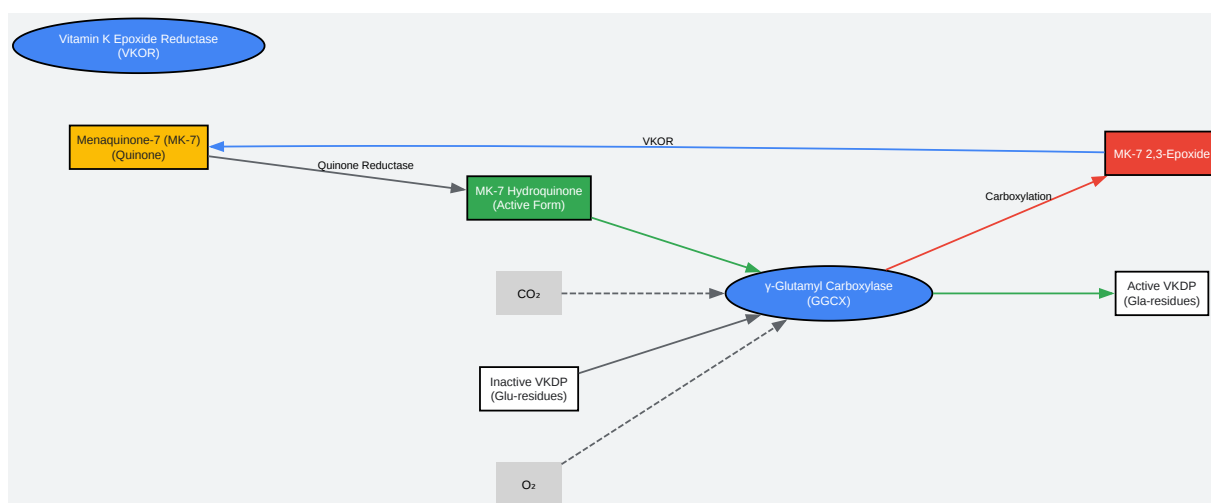 Vitamin K Epoxide Reductase
(VKOR)
VKOR
Menaquinone-7 (MK-7)
(Quinone)
MK-7 2,3-Epoxide
Quinone Reductase
MK-7 Hydroquinone
(Active Form)
Carboxylation
CO₂
γ-Glutamyl Carboxylase
(GGCX)
Active VKDP
(Gla-residues)
Inactive VKDP
(Glu-residues)
O₂